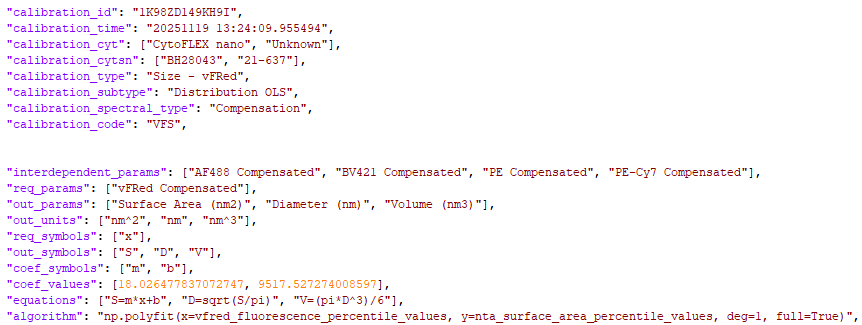 "calibration_id": "1K98ZD149KH9I",
"calibration_time": "20251119 13:24:09.955494",
"calibration_cyt": ["CytoFLEX nano", "Unknown"],
"calibration_cytsn": ["BH28043", "21-637"],
"calibration_type": "Size - vFRed",
"calibration_subtype": "Distribution OLS",
"calibration_spectral_type": "Compensation",
"calibration_code": "VFS",
"interdependent_params": ["AF488 Compensated", "BV421 Compensated", "PE Compensated", "PE-Cy7 Compensated"],
"req_params": ["vFRed Compensated"],
"out_params": ["Surface Area (nm2)", "Diameter (nm)", "Volume (nm3)"],
"out_units": ["nm^2", "nm", "nm^3"],
"req_symbols": ["x"],
"out_symbols": ["S", "D", "V"],
"coef_symbols": ["m", "b"],
"coef_values": [18.026477837072747, 9517.527274008597],
"equations": ["S=m*x+b", "D=sqrt(S/pi)", "V=(pi*D^3)/6"],
"algorithm": "np.polyfit(x=vfred_fluorescence_percentile_values, y=nta_surface_area_percentile_values, deg=1, full=True)",